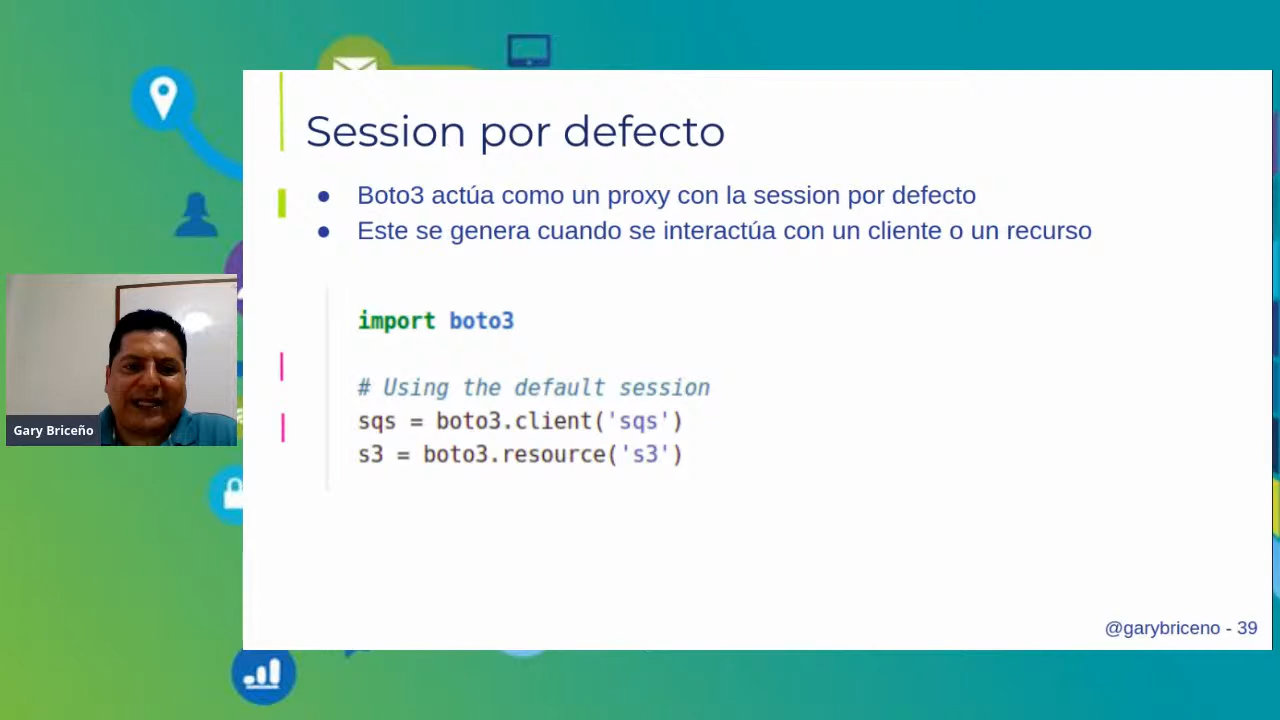 Session por defecto
● Boto3 actúa como un proxy con la session por defecto
● Este se genera cuando se interactúa con un cliente o un recurso
import boto3
# Using the default session
sqs = boto3.client('sqs')
s3 = boto3.resource('s3')
Gary Briceño
@garybriceno - 39